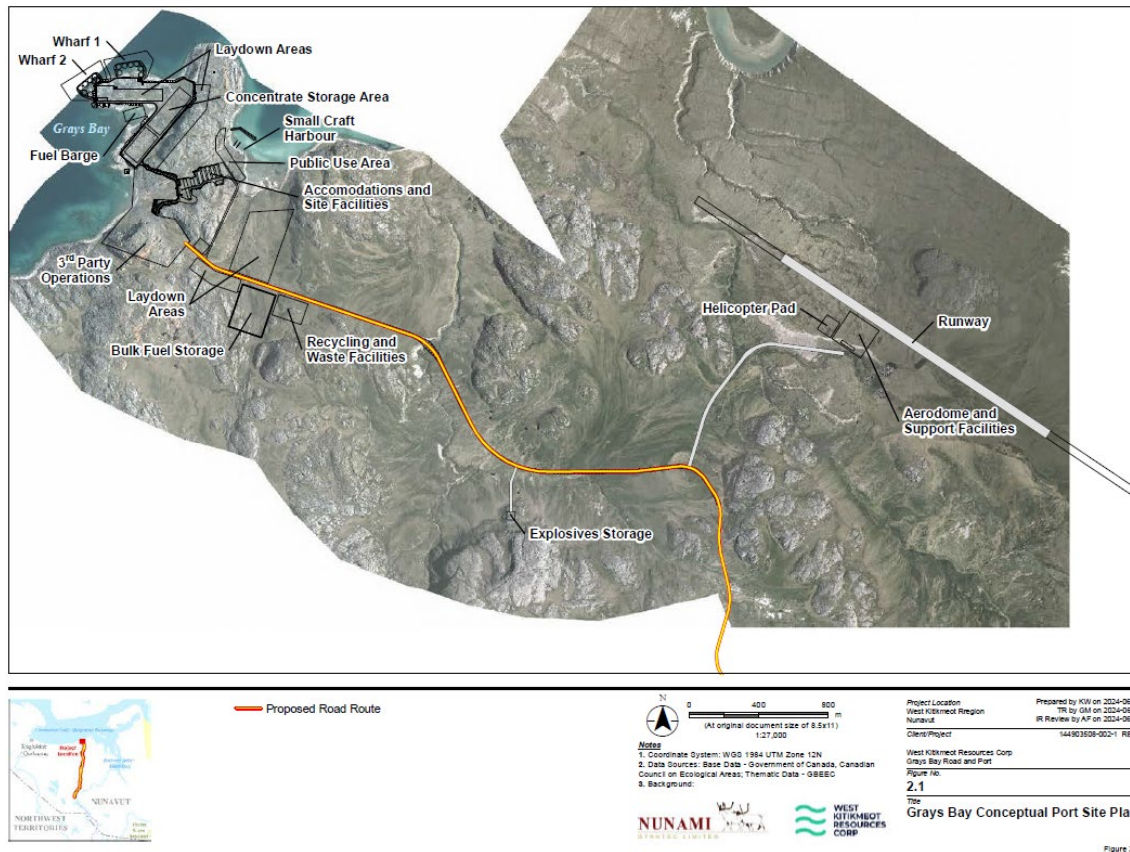 Wharf 1
Wharf 2
Laydown Areas
Concentrate Storage Area
Grays Bay
Small Craft
Harbour
Fuel Barge
Public Use Area
Accomodations and
Site Facilities
3rd Party
Operations
Laydown
Areas
Helicopter Pad
Runway
Bulk Fuel Storage
Recycling and
Waste Facilities
Aerodome and
Support Facilities
Explosives Storage
Proposed Road Route
Project
Location
NUNAVUT
NORTHWEST
TERRITORIES
N
0 400 800
m
(At original document size of 8.5x11)
1:27,000
Notes
1. Coordinate System: WGS 1984 UTM Zone 12N
2. Data Sources: Base Data - Government of Canada, Canadian
Council on Ecological Areas; Thematic Data - GBEEC
3. Background:
NUNAMI
STANTEC LIMITED
WEST
KITIKMEOT
RESOURCES
CORP
Project Location
West Kitikmeot Rregion
Nunavut
Prepared by KW on 2024-06
TR by GM on 2024-06
IR Review by AF on 2024-06
Client/Project
144903508-002-1
West Kitikmeot Resources Corp
Grays Bay Road and Port
Figure No.
2.1
Title
Grays Bay Conceptual Port Site Pla
Figure